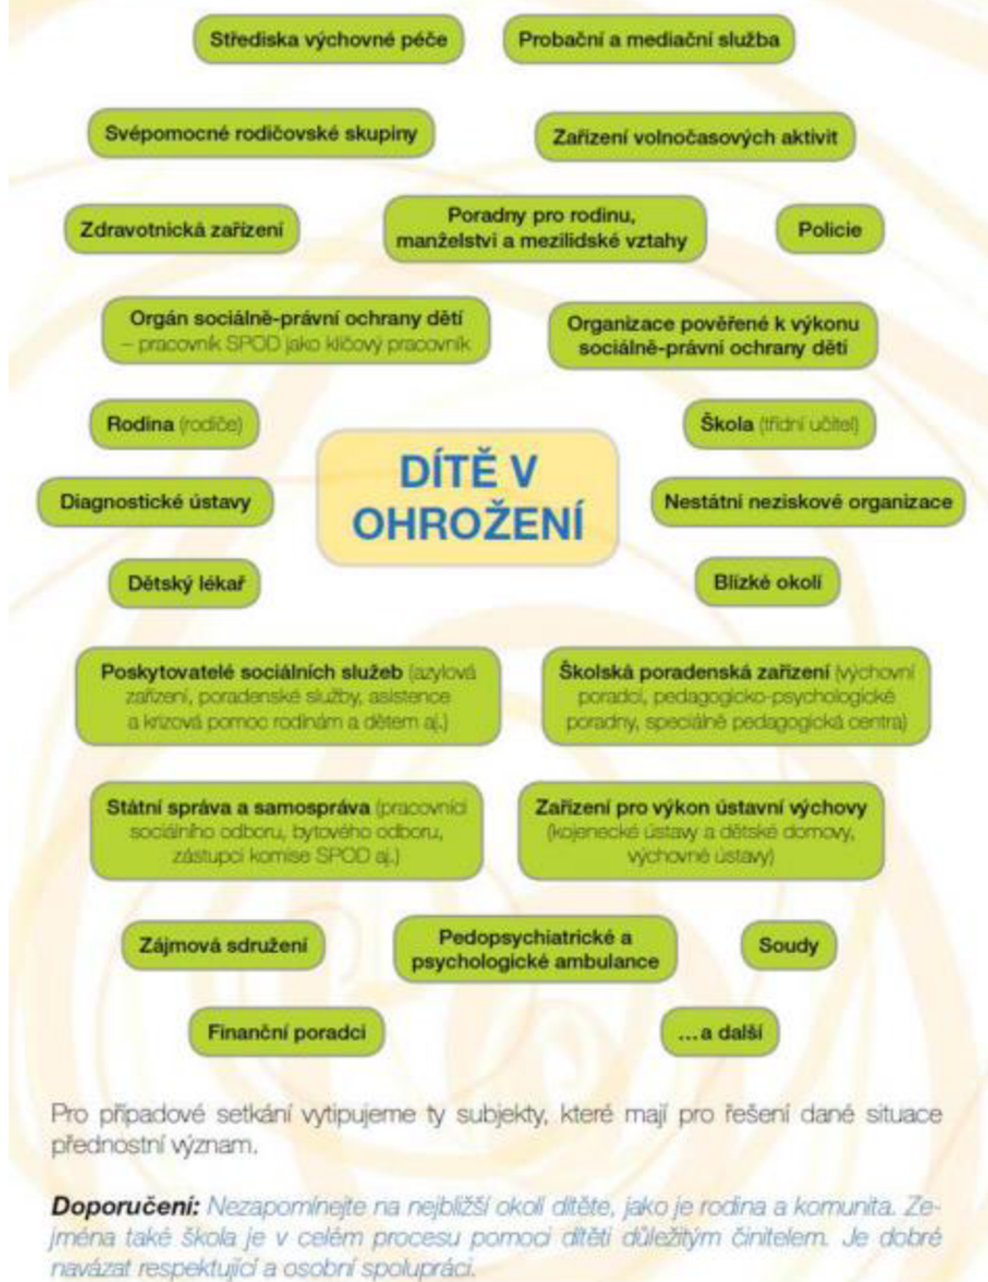 Střediska výchovné péče
Probační a mediační služba
Svépomocné rodičovské skupiny
Zařízení volnočasových aktivit
Zdravotnická zařízení
Poradny pro rodinu,
manželstvi a mezilidské vztahy
Policie
Orgán sociálně-právní ochrany dětí
– pracovník SPOD jako klíčový pracovník
Organizace pověřené k výkonu
sociálně-právní ochrany dětí
Rodina (rodiče)
Škola (třídní učitel)
DÍTĚ V
OHROŽENÍ
Diagnostické ústavy
Nestátní neziskové organizace
Dětský lékař
Blízké okolí
Poskytovatelé sociálních služeb (azylová
zařízení, poradenské služby, asistence
a krizová pomoc rodinám a dětem aj.)
Školská poradenská zařízení (výchovní
poradci, pedagogicko-psychologické
poradny, speciálně pedagogická centra)
Státní správa a samospráva (pracovníci
sociálního odboru, bytového odboru,
zástupci komise SPOD aj.)
Zařízení pro výkon ústavní výchovy
(kojenecké ústavy a dětské domovy,
výchovné ústavy)
Zájmová sdružení
Pedopsychiatrické a
psychologické ambulance
Soudy
Finanční poradci
...a další
Pro případové setkání vytipujeme ty subjekty, které mají pro řešení dané situace
přednostní význam.
Doporučení: Nezapomínejte na nejbližší okolí dítěte, jako je rodina a komunita. Ze-
jména také škola je v celém procesu pomoci dítěti důležitým činitelem. Je dobré
navázat respektující a osobní spolupráci.